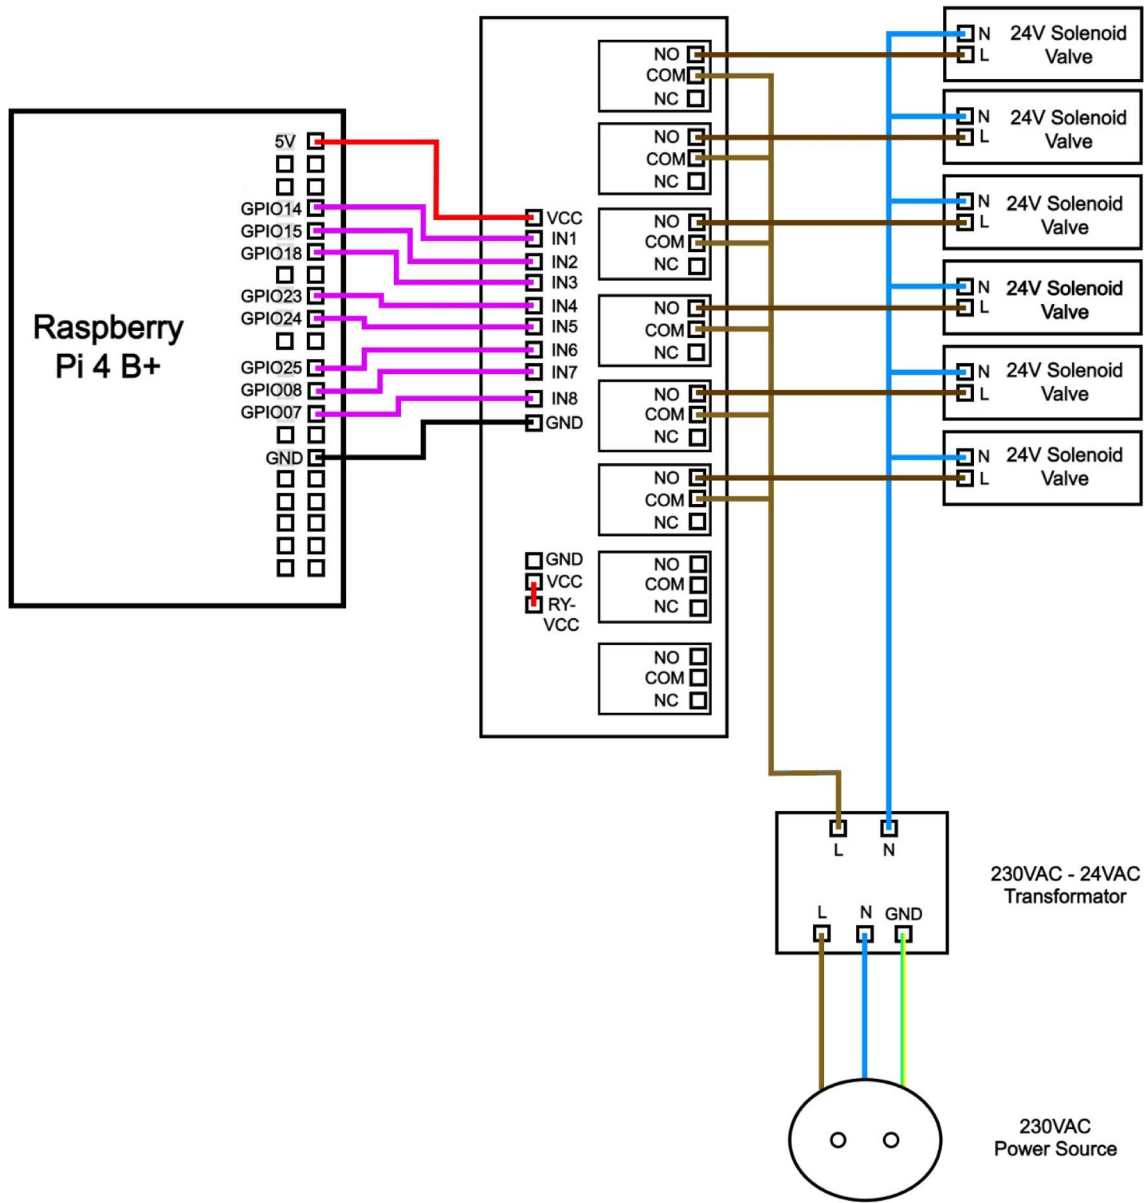 5V
GPIO14
GPIO15
GPIO18
GPIO23
GPIO24
GPIO25
GPIO08
GPIO07
GND
Raspberry
Pi 4 B+
VCC
IN1
IN2
IN3
IN4
IN5
IN6
IN7
IN8
GND
GND
VCC
RY-
VCC
NO
COM
NC
NO
COM
NC
NO
COM
NC
NO
COM
NC
NO
COM
NC
NO
COM
NC
NO
COM
NC
NO
COM
NC
N
L
24V Solenoid
Valve
N
L
24V Solenoid
Valve
N
L
24V Solenoid
Valve
N
L
24V Solenoid
Valve
N
L
24V Solenoid
Valve
N
L
24V Solenoid
Valve
L N
L N GND
230VAC - 24VAC
Transformator
230VAC
Power Source